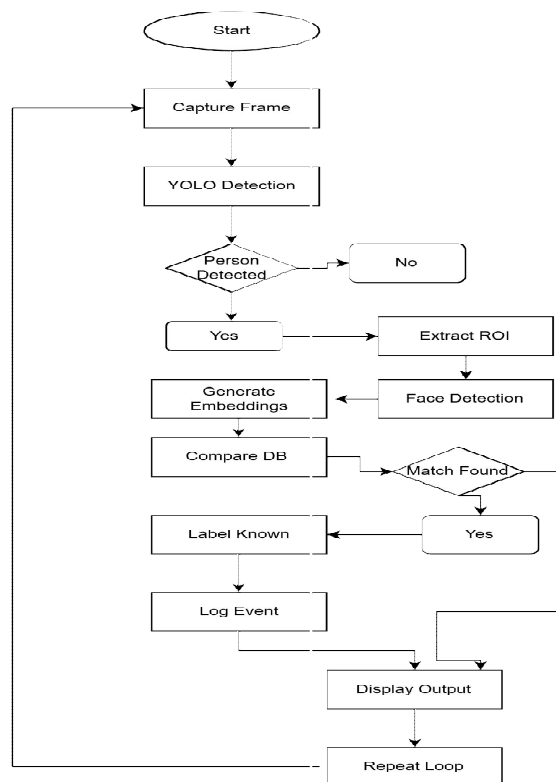 Start
Capture Frame
YOLO Detection
Person
Detected
No
Yes
Extract ROI
Face Detection
Generate
Embeddings
Compare DB
Match Found
Yes
Label Known
Log Event
Display Output
Repeat Loop